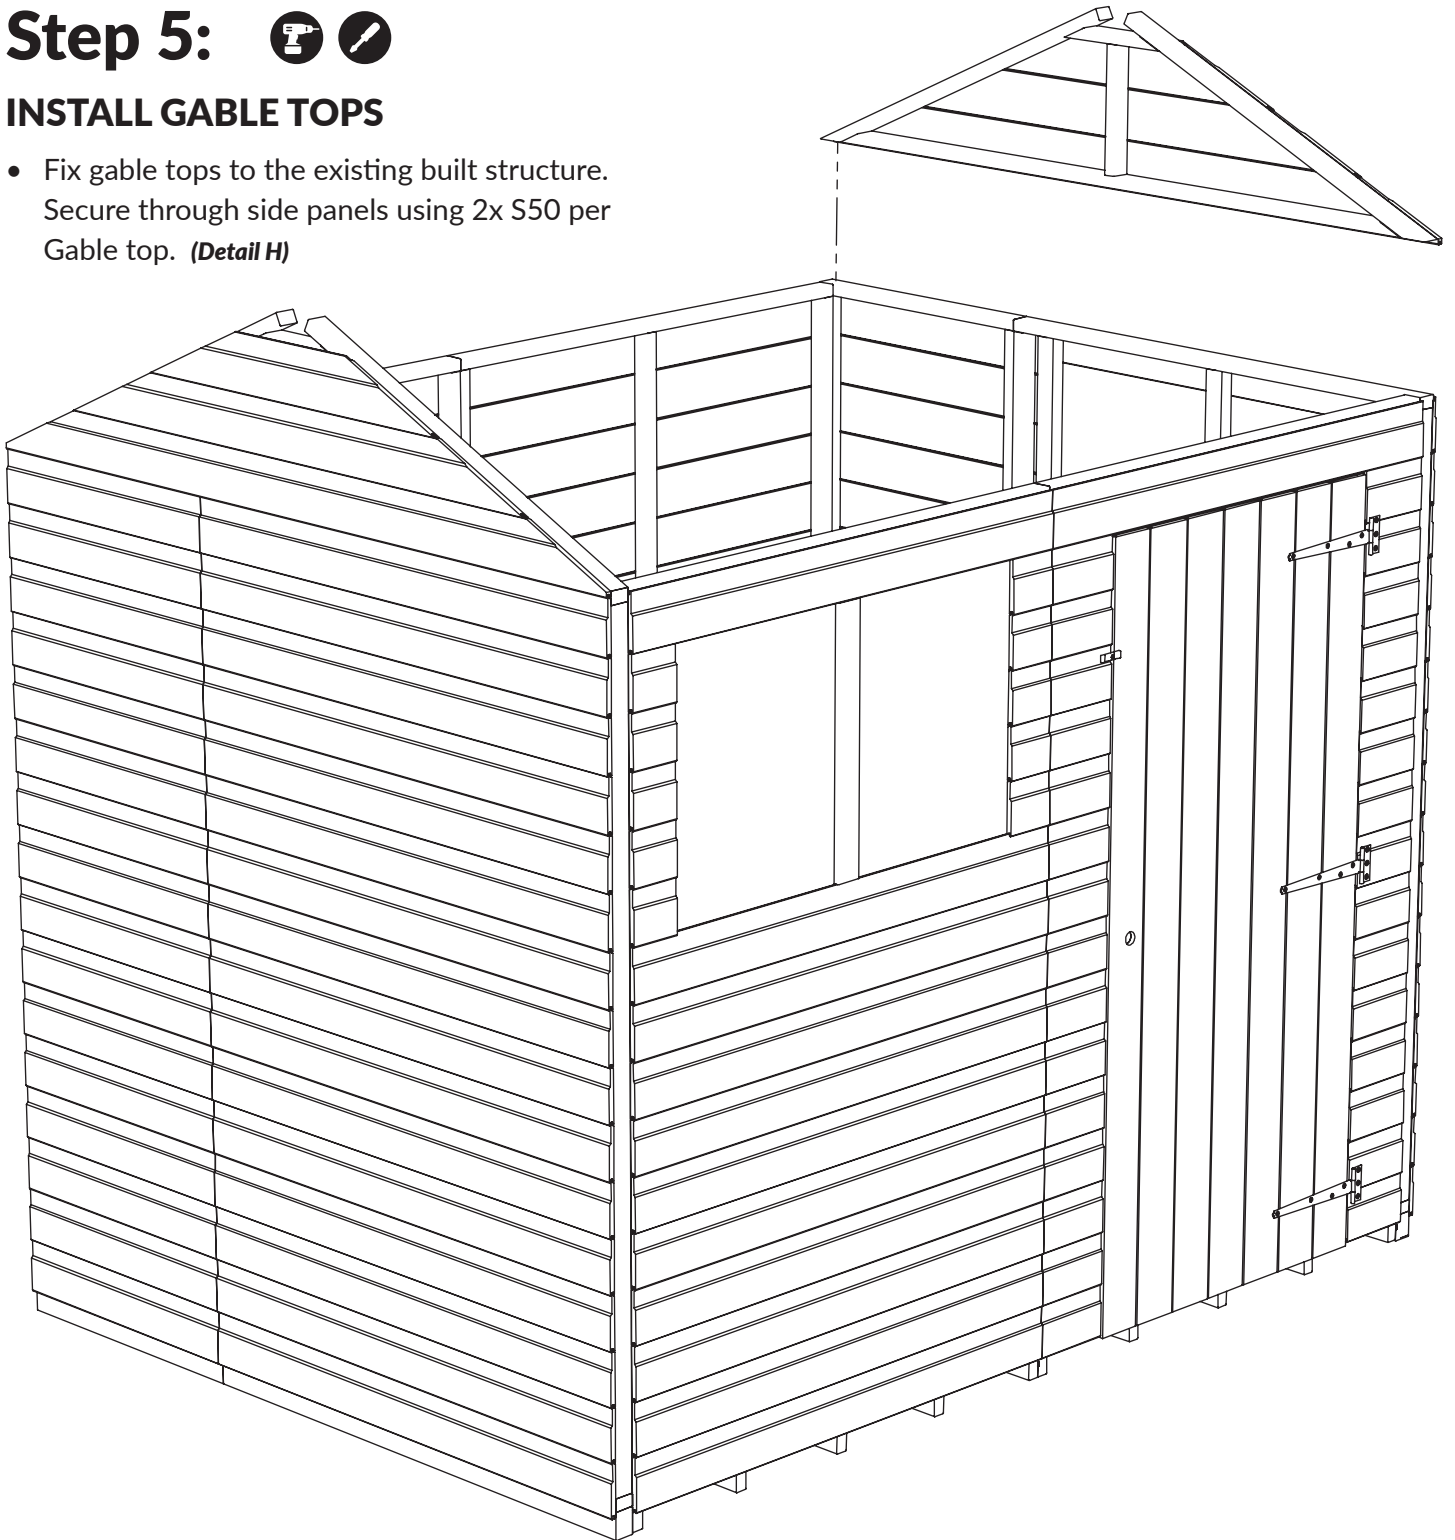 Step 5:
INSTALL GABLE TOPS
• Fix gable tops to the existing built structure.
Secure through side panels using 2x S50 per
Gable top. (Detail H)